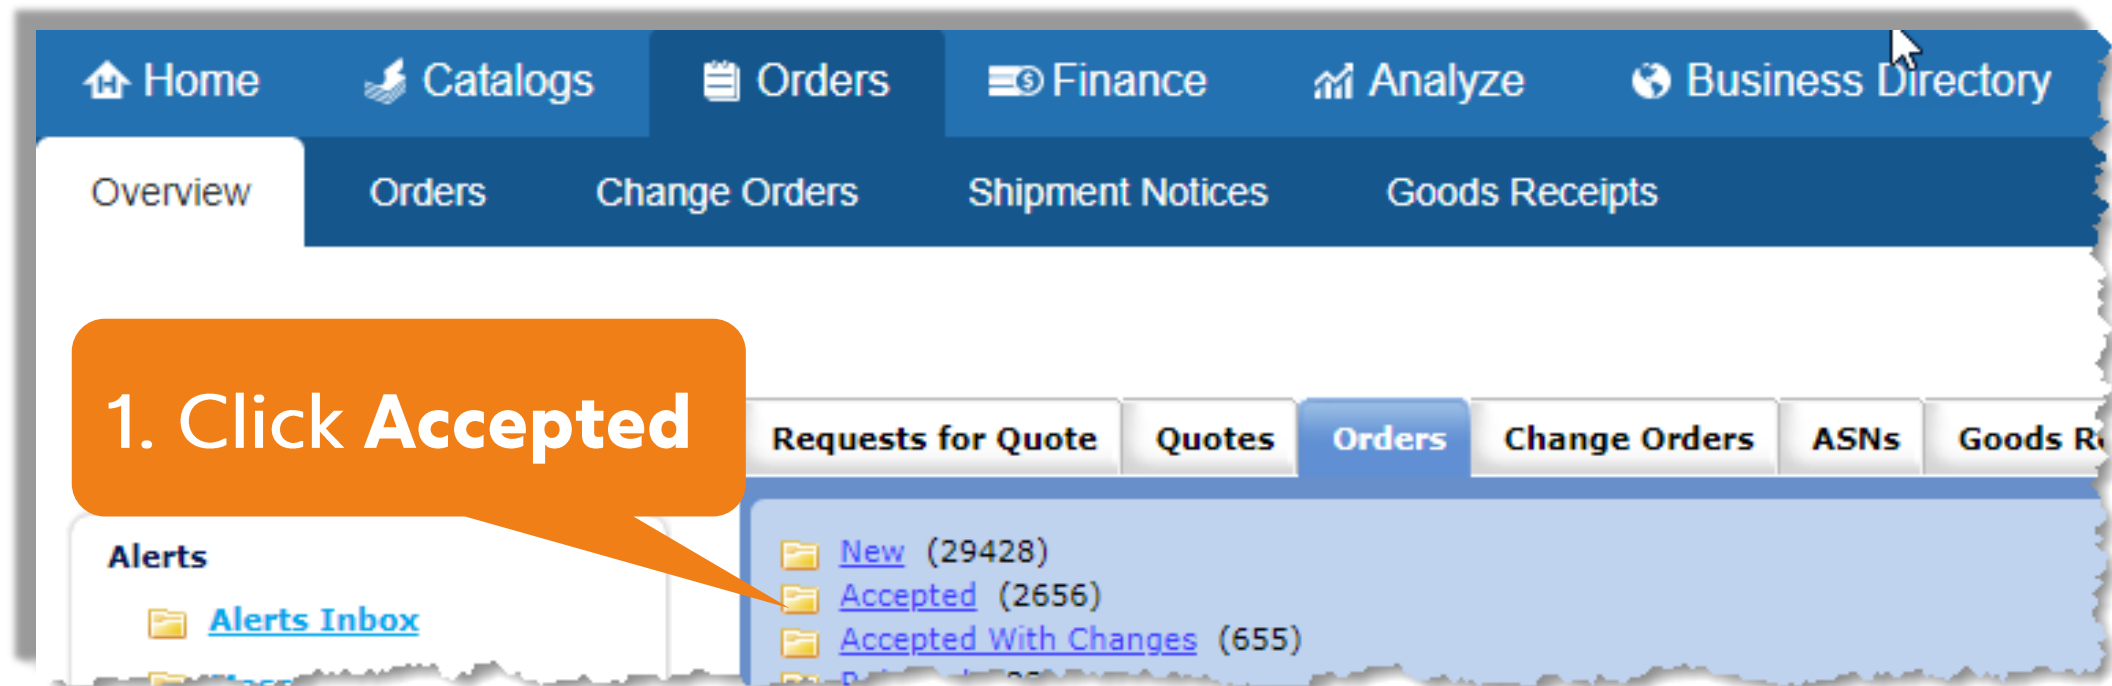 Home Catalogs Orders Finance Analyze Business Directory
Overview Orders Change Orders Shipment Notices Goods Receipts
1. Click Accepted
Requests for Quote Quotes Orders Change Orders ASNs Goods
Alerts
Alerts Inbox
New (29428)
Accepted (2656)
Accepted With Changes (655)